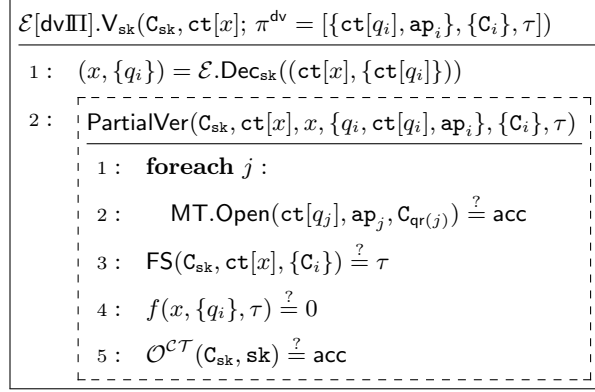 ℰ[dvℿ].V_sk(C_sk, ct[x]; π^dv = [{ct[q_i], ap_i}, {C_i}, τ])
1 : (x, {q_i}) = ℰ.Dec_sk((ct[x], {ct[q_i]}))
2 : PartialVer(C_sk, ct[x], x, {q_i, ct[q_i], ap_i}, {C_i}, τ)
1 : foreach j :
2 : MT.Open(ct[q_j], ap_j, C_qr(j)) ≟ acc
3 : FS(C_sk, ct[x], {C_i}) ≟ τ
4 : f(x, {q_i}, τ) ≟ 0
5 : 𝒪^𝒞𝒯(C_sk, sk) ≟ acc